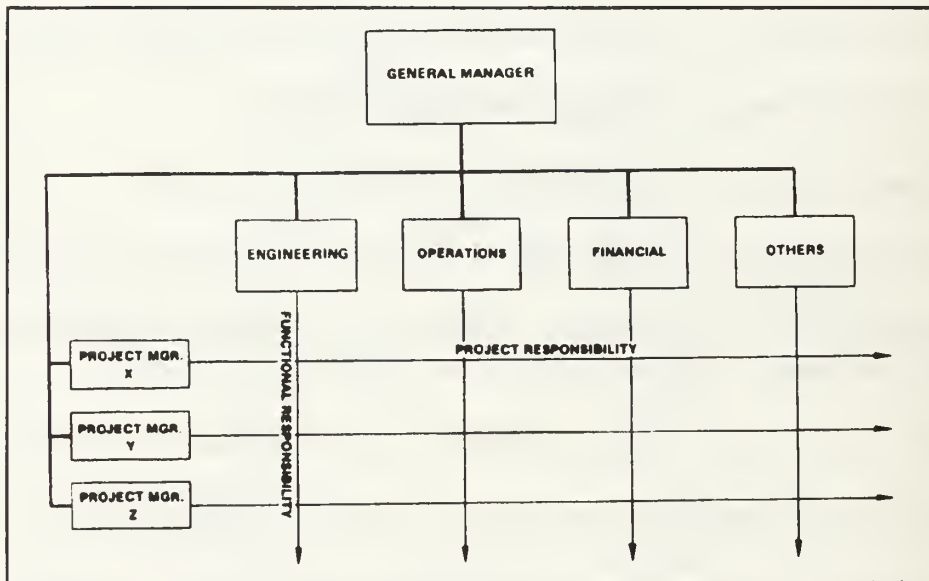 GENERAL MANAGER
ENGINEERING
OPERATIONS
FINANCIAL
OTHERS
FUNCTIONAL RESPONSIBILITY
PROJECT RESPONSIBILITY
PROJECT MGR.
X
PROJECT MGR.
Y
PROJECT MGR.
Z